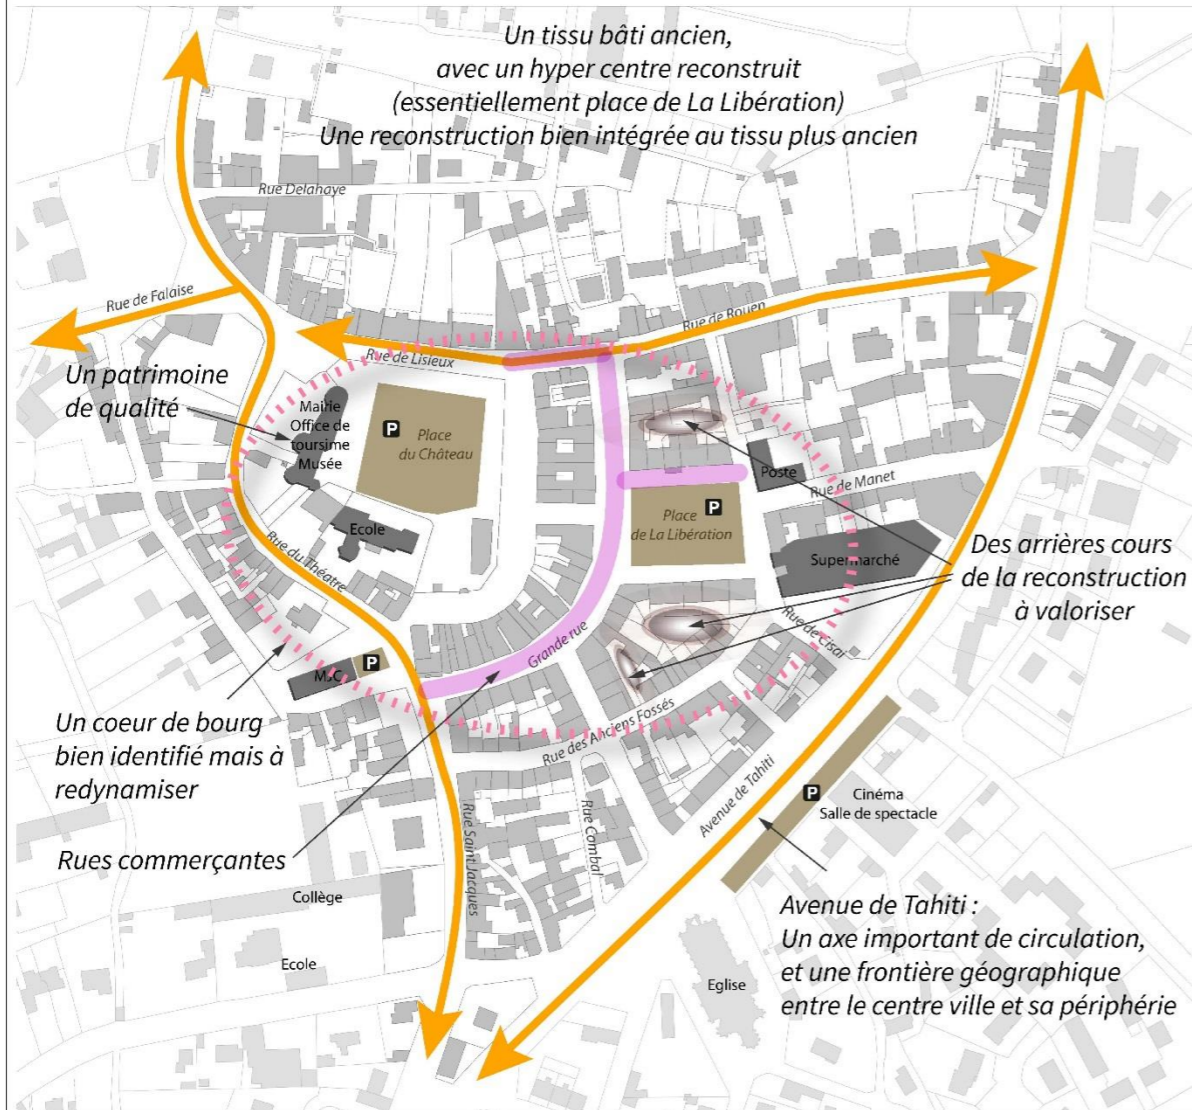 Un tissu bâti ancien,
avec un hyper centre reconstruit
(essentiellement place de La Libération)
Une reconstruction bien intégrée au tissu plus ancien
Rue Delahaye
Rue de Falaise
Rue de Rouen
Rue de Lisieux
Un patrimoine
de qualité
Mairie
Office de
toursime
Musée
P
Place
du Château
Poste
Rue de Manet
P
Place
de La Libération
Ecole
Supermarché
Des arrières cours
de la reconstruction
à valoriser
Rue du Théatre
Rue de Cisal
Grande rue
MJC
P
Un coeur de bourg
bien identifié mais à
redynamiser
Rue des Anciens Fossés
Avenue de Tahiti
P
Cinéma
Salle de spectacle
Rue Combal
Rue Saint Jacques
Rues commerçantes
Collège
Ecole
Eglise
Avenue de Tahiti :
Un axe important de circulation,
et une frontière géographique
entre le centre ville et sa périphérie